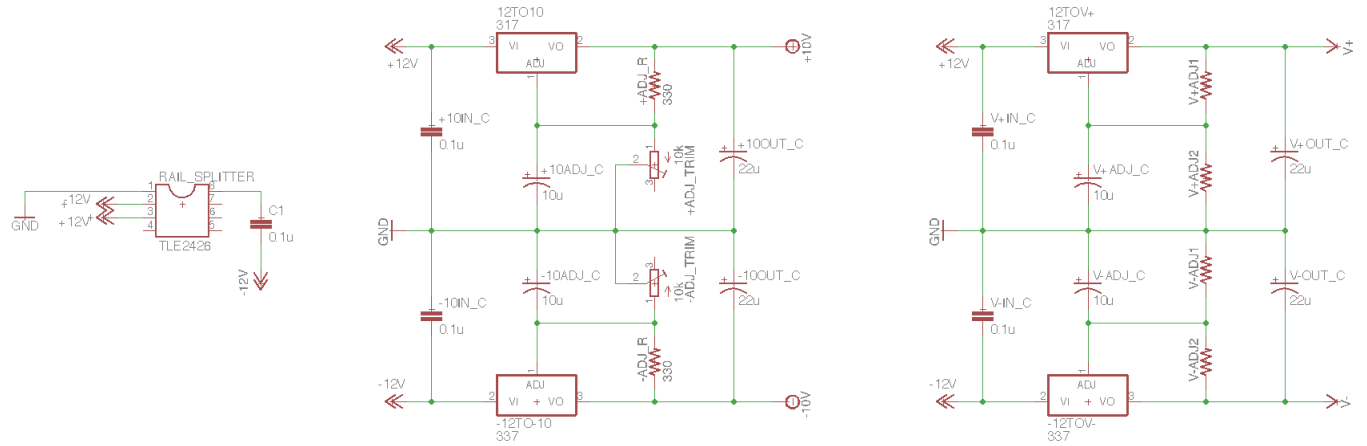 RAIL_SPLITTER
1
8
2
7
3
6
4
5
+12V
+12V
GND
TLE2426
C1
0.1u
-12V
12TO10
317
3
VI
VO
2
ADJ
1
+12V
+10V
+ADJ_R
330
+10IN_C
0.1u
+10ADJ_C
10u
1
2
3
10k
+ADJ_TRIM
+10OUT_C
22u
GND
-10IN_C
0.1u
-10ADJ_C
10u
3
2
1
10k
-ADJ_TRIM
-10OUT_C
22u
-ADJ_R
330
-12V
2
1
ADJ
VI
VO
3
-10V
-12TO-10
337
12TOV+
317
3
VI
VO
2
ADJ
1
+12V
V+
V+ADJ1
V+IN_C
0.1u
V+ADJ_C
10u
V+ADJ2
V+OUT_C
22u
GND
V-IN_C
0.1u
V-ADJ_C
10u
V-ADJ1
V-OUT_C
22u
V-ADJ2
-12V
2
1
ADJ
VI
VO
3
V-
-12TOV-
337